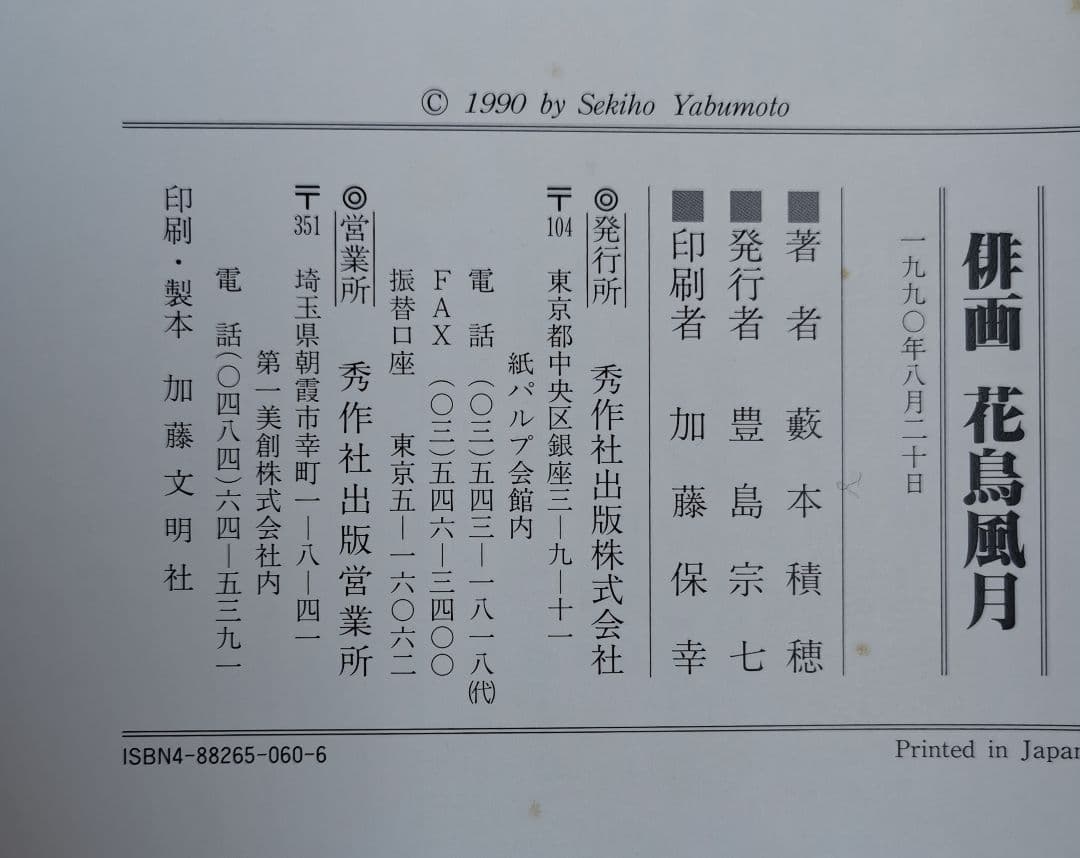 © 1990 by Sekiho Yabumoto
俳画 花鳥風月
一九九〇年八月二十日
■著者 藪本積穂
■発行者 豊島宗七
■印刷者 加藤保幸
◎発行所 秀作社出版株式会社
〒104 東京都中央区銀座三―九―十一
紙パルプ会館内
電話 (〇三)五四三―一八一八(代)
FAX (〇三)五四六―三四〇〇
振替口座 東京五―一六〇六二
◎営業所 秀作社出版営業所
〒351 埼玉県朝霞市幸町一―八―四一
第一美創株式会社内
電話(〇四八四)六四―五三九一
印刷・製本 加藤文明社
ISBN4-88265-060-6
Printed in Japan